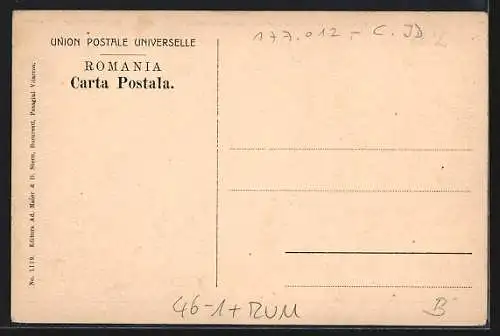 UNION POSTALE UNIVERSELLE
ROMANIA
Carta Postala.
177.012 - C. JD
No. 1119. Editura Ad. Maier & D. Stern, Bucuresti, Pasagiul Vilacros.
46-1+RUM
B